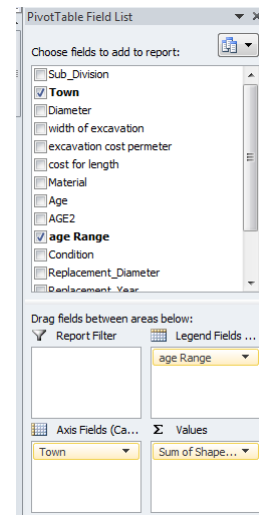 PivotTable Field List
Choose fields to add to report:
Sub_Division
Town
Diameter
width of excavation
excavation cost permeter
cost for length
Material
Age
AGE2
age Range
Condition
Replacement_Diameter
Replacement_Year
Drag fields between areas below:
Report Filter
Legend Fields ...
age Range
Axis Fields (Ca...
Σ Values
Town
Sum of Shape...